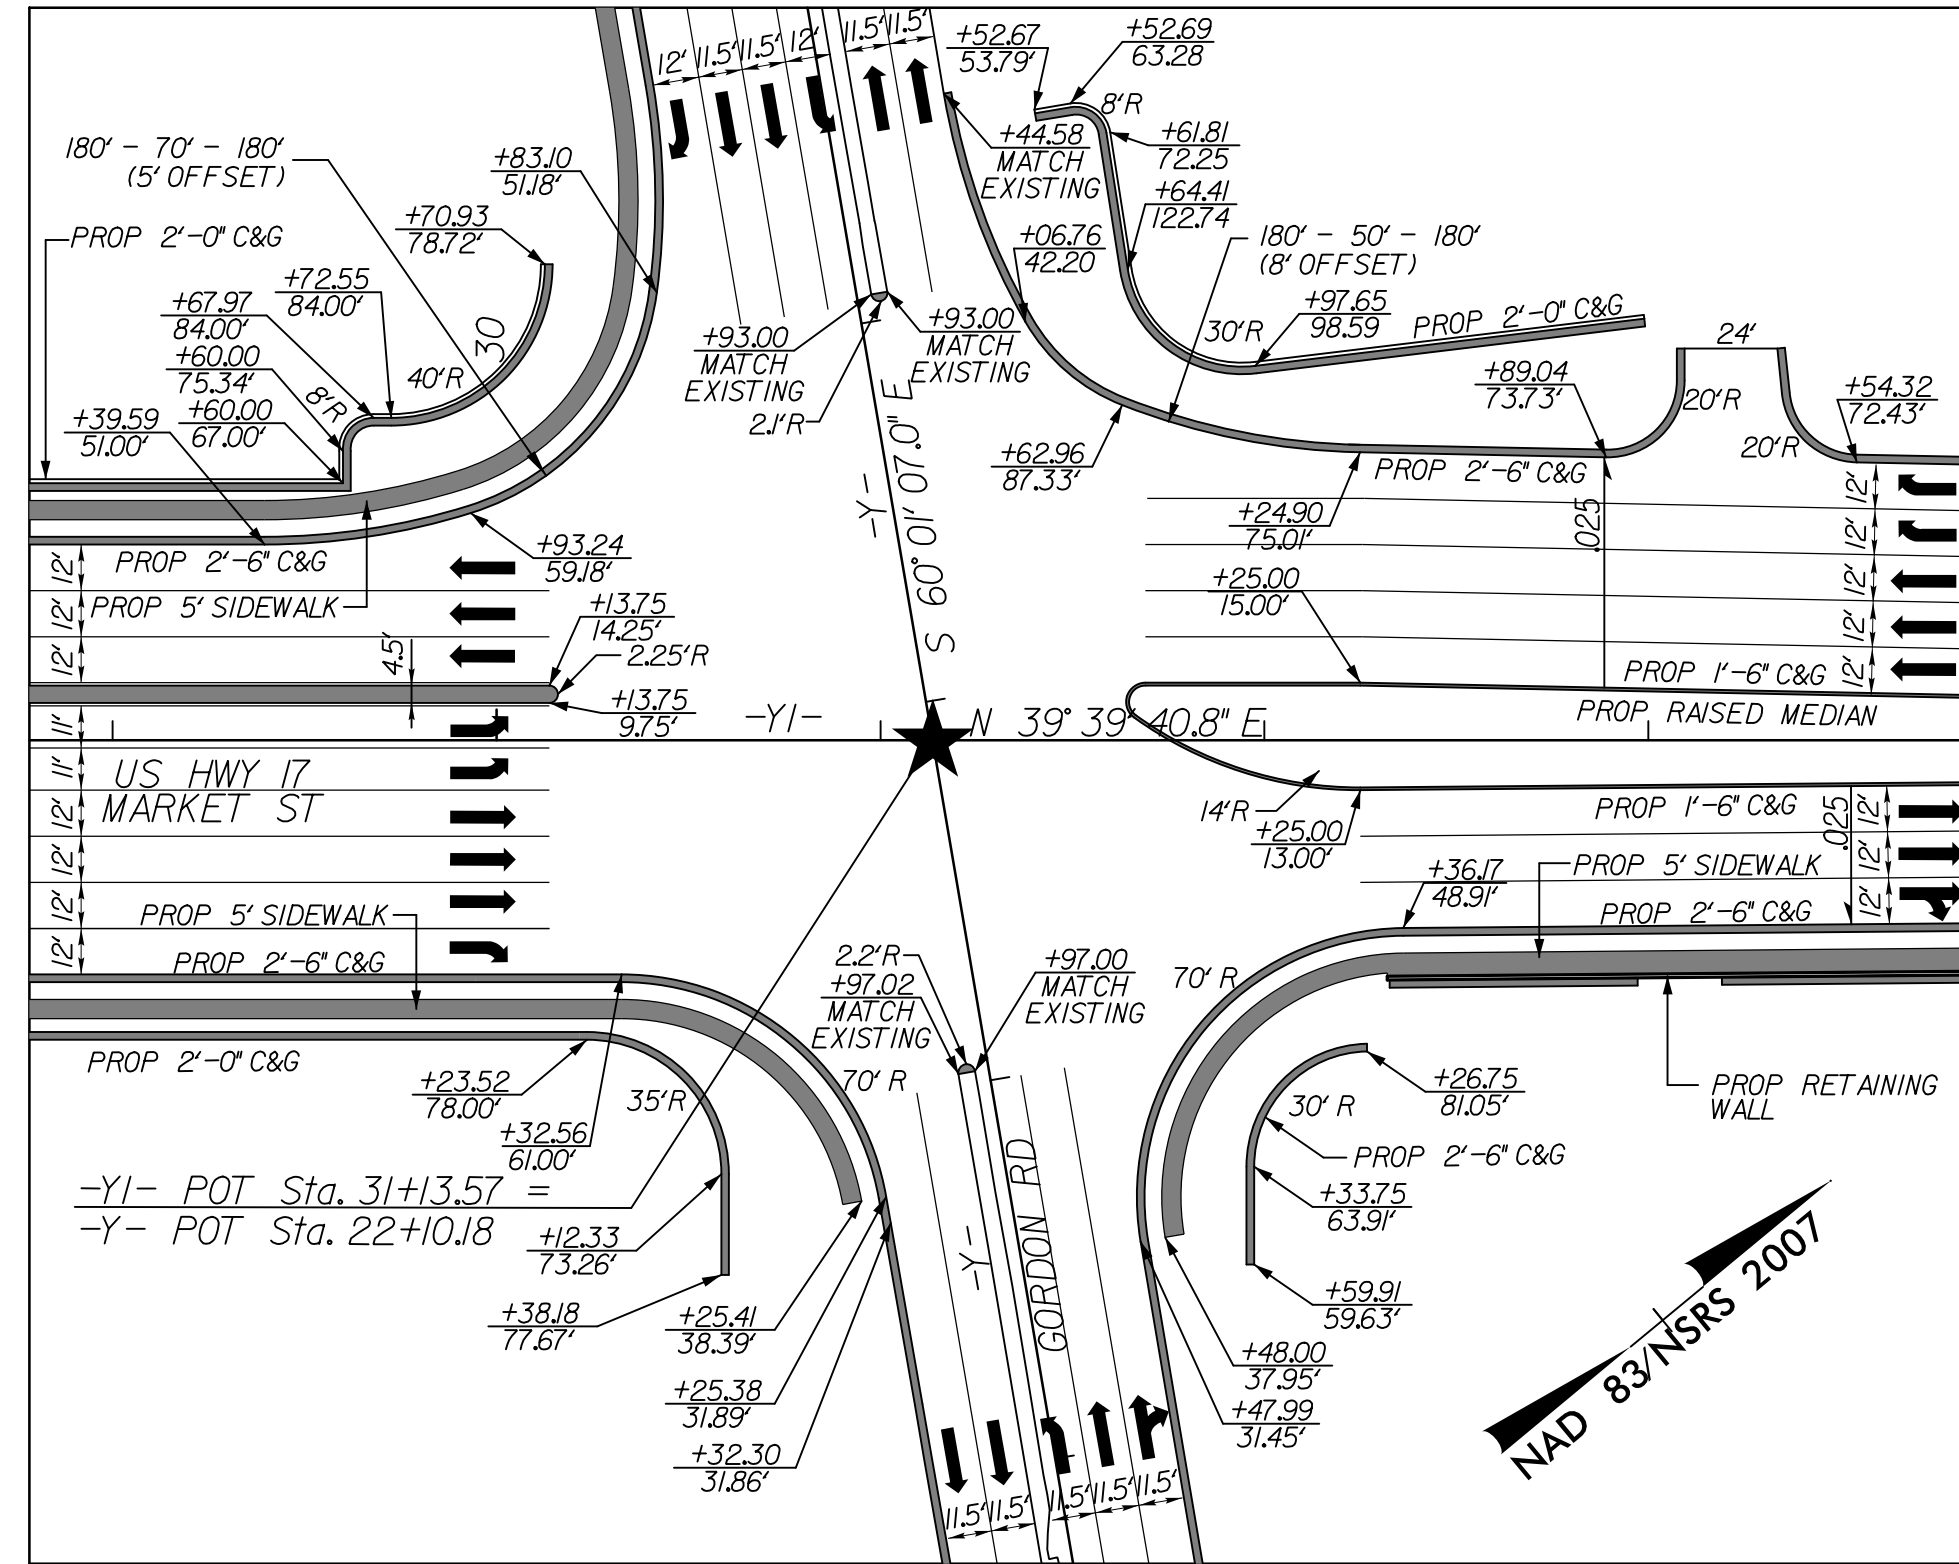 12' 11.5' 11.5' 12' 11.5' 11.5'
+52.67
53.79'
+52.69
63.28
8'R
+44.58
MATCH
EXISTING
+61.81
72.25
+64.41
122.74
180' - 70' - 180'
(5' OFFSET)
+83.10
51.18'
+70.93
78.72'
PROP 2'-0" C&G
+72.55
84.00'
+67.97
84.00'
+60.00
75.34'
+60.00
67.00'
+39.59
51.00'
8'R
40'R
30
+06.76
42.20
180' - 50' - 180'
(8' OFFSET)
+97.65
98.59
30'R
PROP 2'-0" C&G
24'
+93.00
MATCH
EXISTING
+93.00
MATCH
EXISTING
2.1'R
+89.04
73.73'
20'R
20'R
+54.32
72.43'
+62.96
87.33'
PROP 2'-6" C&G
+24.90
75.01'
.025
+25.00
15.00'
-Y-
S 60° 01' 07.0" E
PROP 2'-6" C&G
+93.24
59.18'
PROP 5' SIDEWALK
12'
12'
12'
4.5'
+13.75
14.25'
2.25'R
+13.75
9.75'
12'
12'
12'
12'
12'
PROP 1'-6" C&G
PROP RAISED MEDIAN
-Y1-
N 39° 39' 40.8" E
11'
11'
12'
12'
12'
12'
US HWY 17
MARKET ST
14'R
+25.00
13.00'
PROP 1'-6" C&G
.025
12'
12'
12'
PROP 5' SIDEWALK
+36.17
48.91'
PROP 2'-6" C&G
PROP 5' SIDEWALK
PROP 2'-6" C&G
2.2'R
+97.02
MATCH
EXISTING
+97.00
MATCH
EXISTING
70' R
70' R
PROP 2'-0" C&G
+23.52
78.00'
35'R
+32.56
61.00'
+26.75
81.05'
30' R
PROP 2'-6" C&G
PROP RETAINING
WALL
-Y1- POT Sta. 31+13.57 =
-Y- POT Sta. 22+10.18
+12.33
73.26'
+38.18
77.67'
+25.41
38.39'
+25.38
31.89'
+32.30
31.86'
-Y-
GORDON RD
+33.75
63.91'
+59.91
59.63'
+48.00
37.95'
+47.99
31.45'
11.5' 11.5' 11.5' 11.5' 11.5'
NAD 83/NSRS 2007